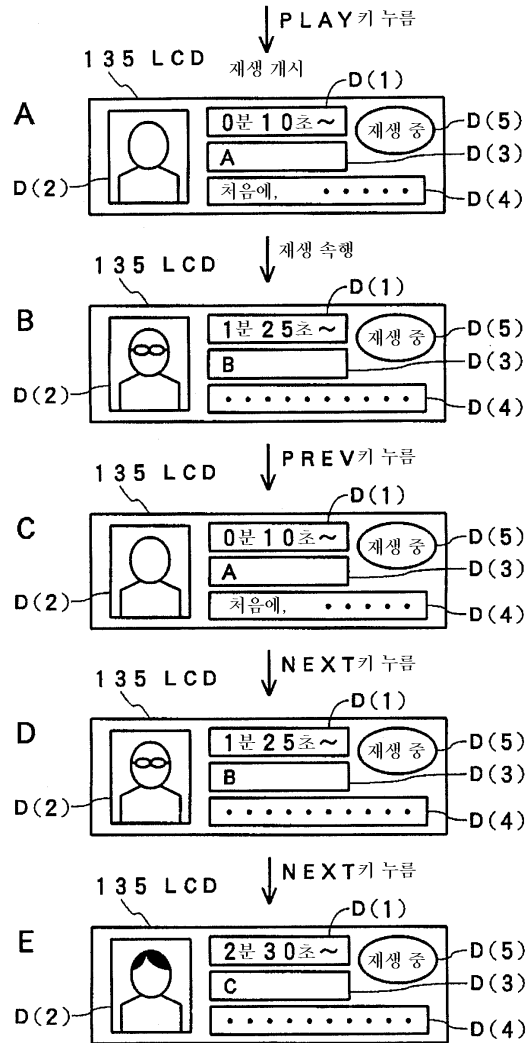 PLAY키 누름
135 LCD 재생 개시
A D(1)
0분10초~ 재생 중 D(5)
A D(3)
D(2) 처음에, ・・・・・ D(4)
재생 속행
135 LCD D(1)
B 1분25초~ 재생 중 D(5)
B D(3)
D(2) ・・・・・・・・・・ D(4)
PREV키 누름
135 LCD D(1)
C 0분10초~ 재생 중 D(5)
A D(3)
D(2) 처음에, ・・・・・ D(4)
NEXT키 누름
135 LCD D(1)
D 1분25초~ 재생 중 D(5)
B D(3)
D(2) ・・・・・・・・・・ D(4)
NEXT키 누름
135 LCD D(1)
E 2분30초~ 재생 중 D(5)
C D(3)
D(2) ・・・・・・・・・・ D(4)